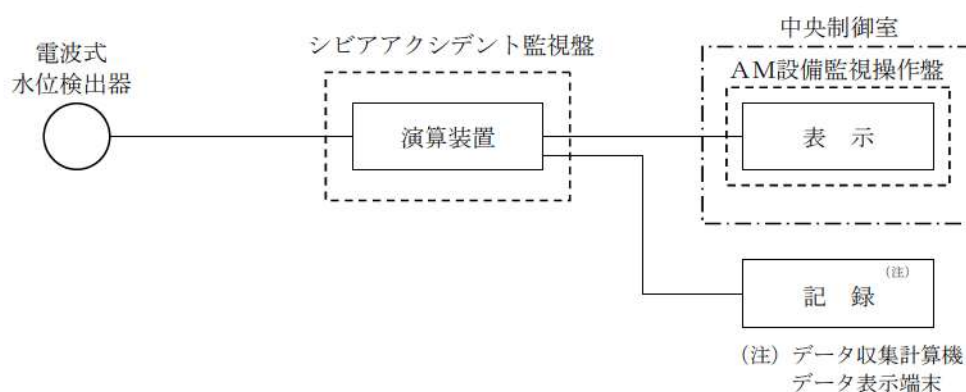 中央制御室
シビアアクシデント監視盤
電波式
水位検出器
AM設備監視操作盤
演算装置
表 示
記 録
(注)
(注) データ収集計算機
データ表示端末